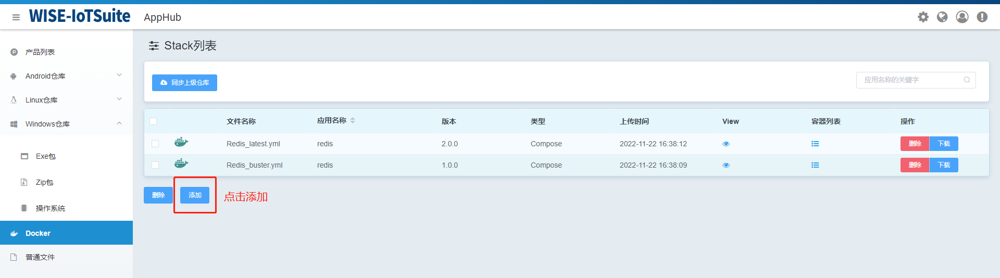 WISE-IoTSuite AppHub
产品列表
Android仓库
Linux仓库
Windows仓库
Exe包
Zip包
操作系统
Docker
普通文件
Stack列表
同步上级仓库
应用名称的关键字
文件名称 应用名称 版本 类型 上传时间 View 容器列表 操作
Redis_latest.yml redis 2.0.0 Compose 2022-11-22 16:38:12 删除 下载
Redis_buster.yml redis 1.0.0 Compose 2022-11-22 16:38:09 删除 下载
删除 添加 点击添加